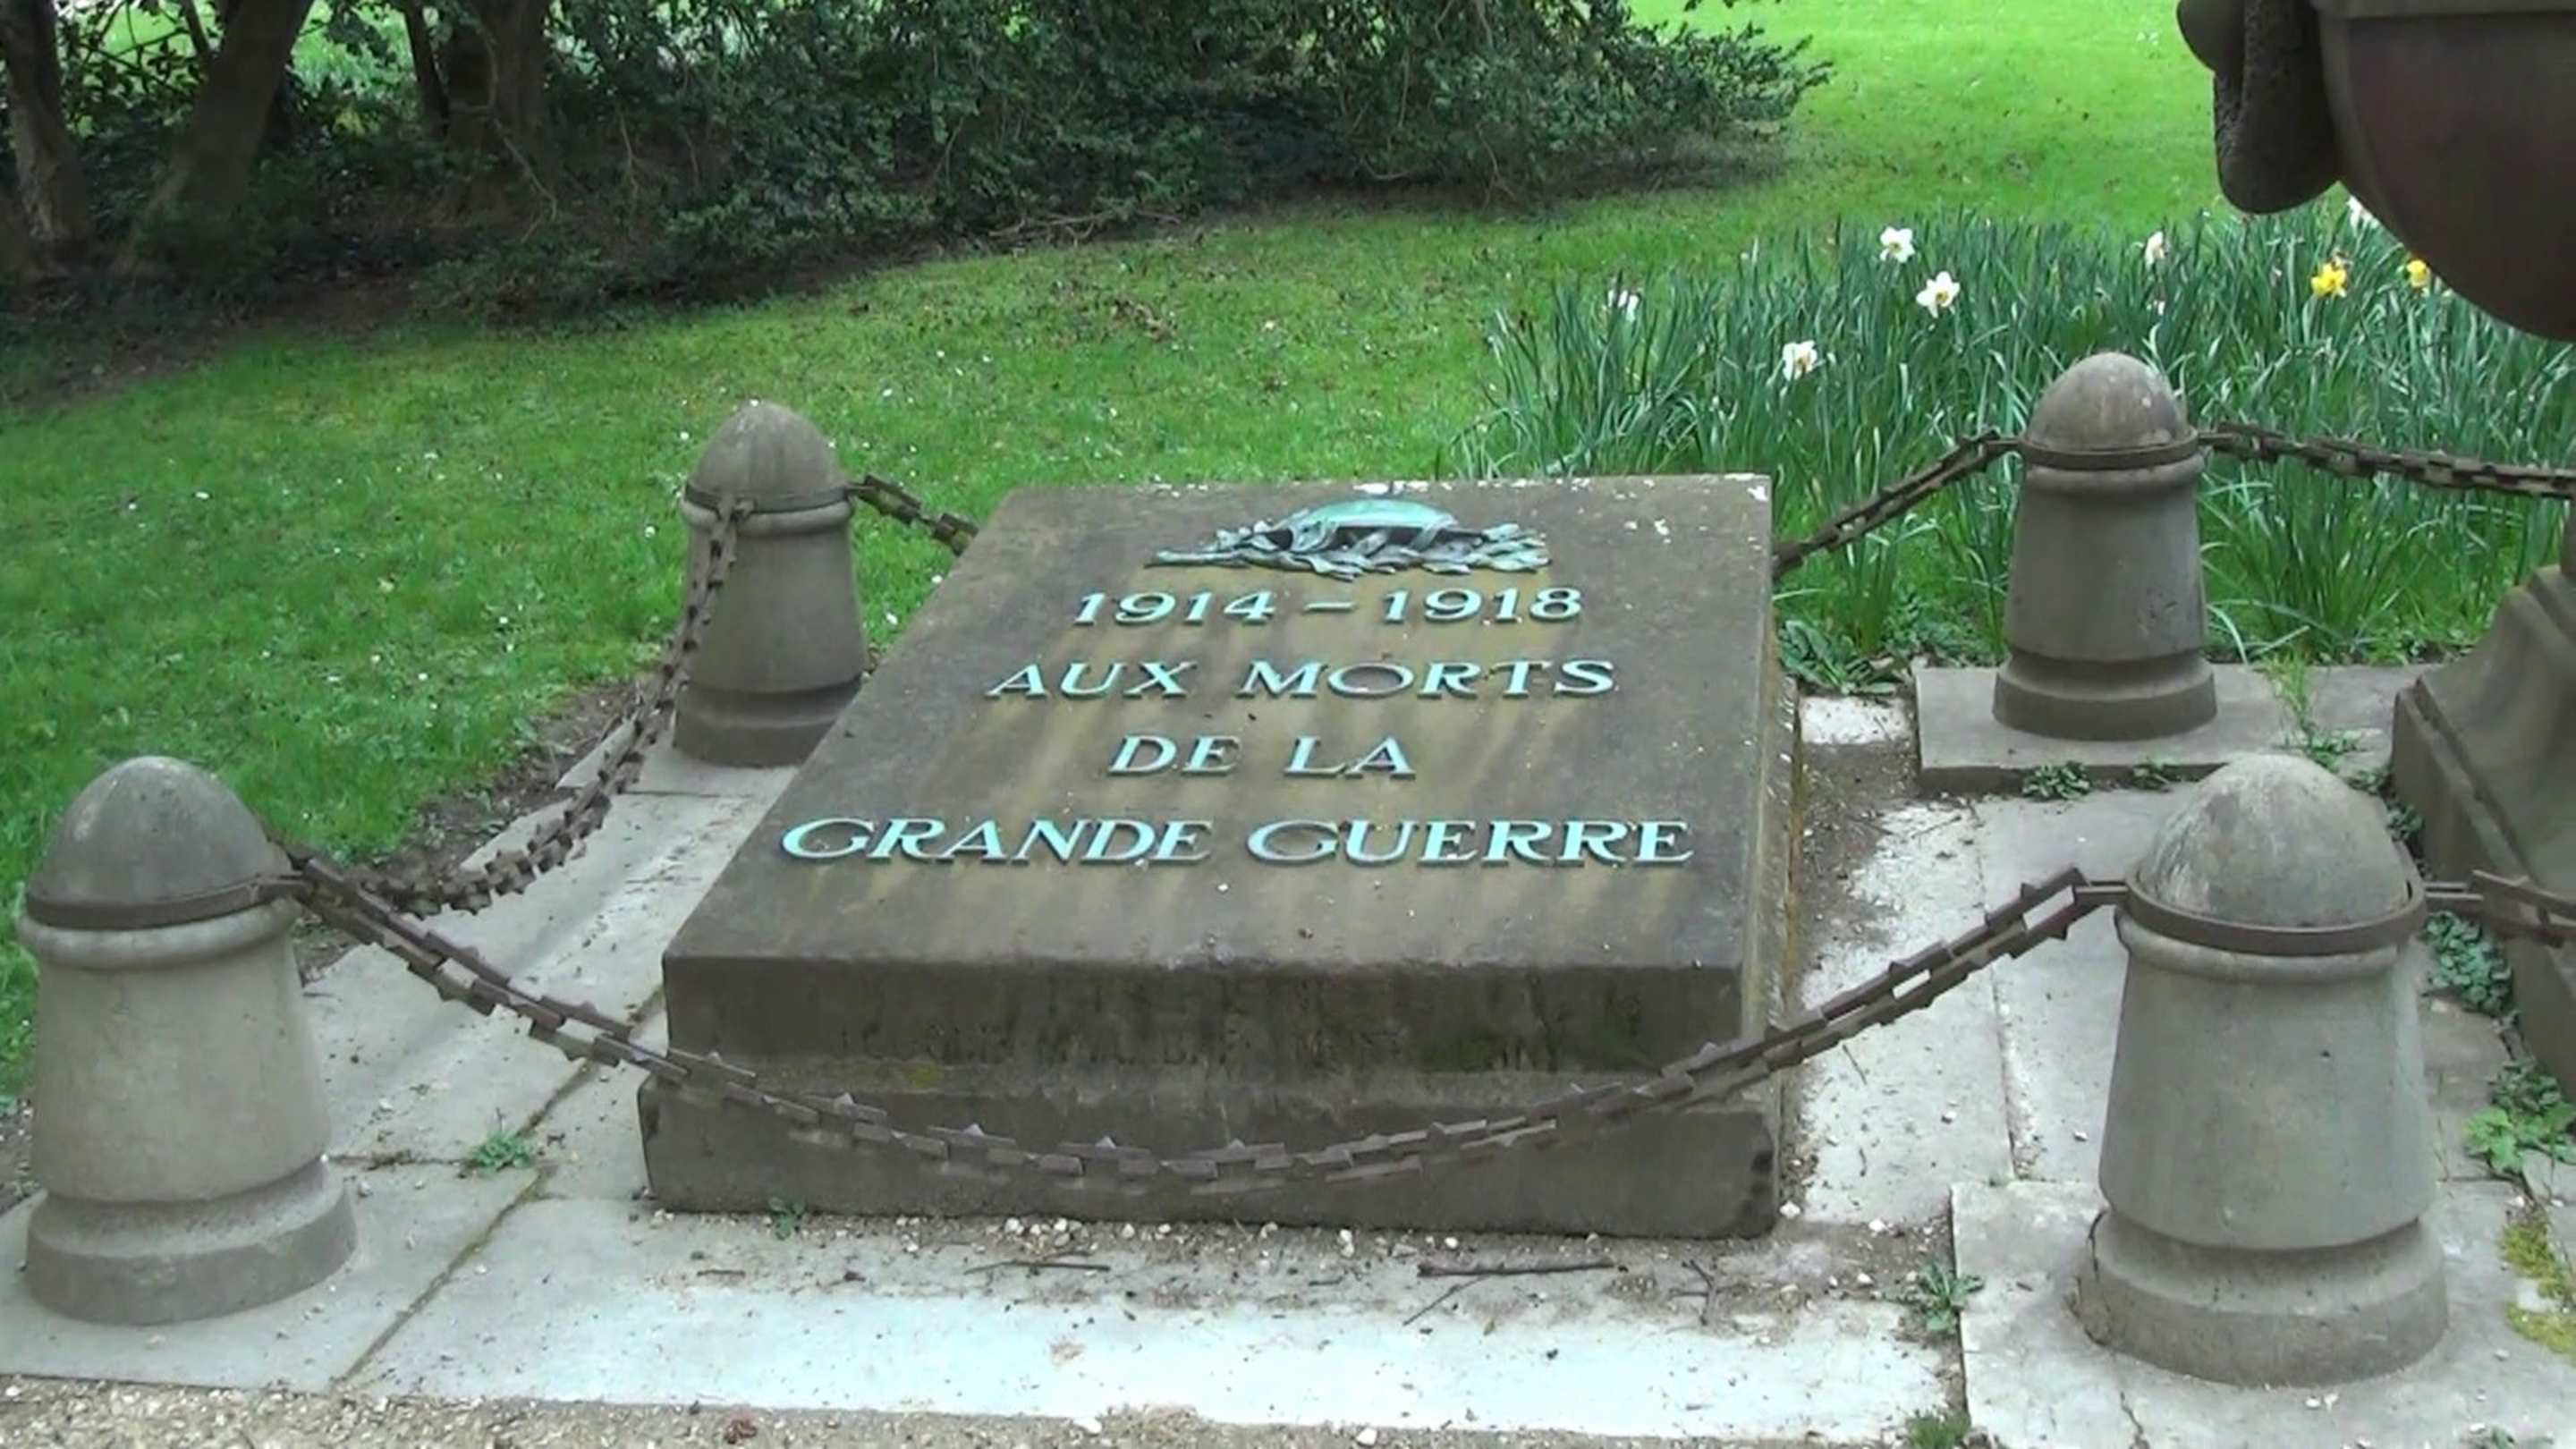 1914 – 1918
AUX MORTS
DE LA
GRANDE GUERRE